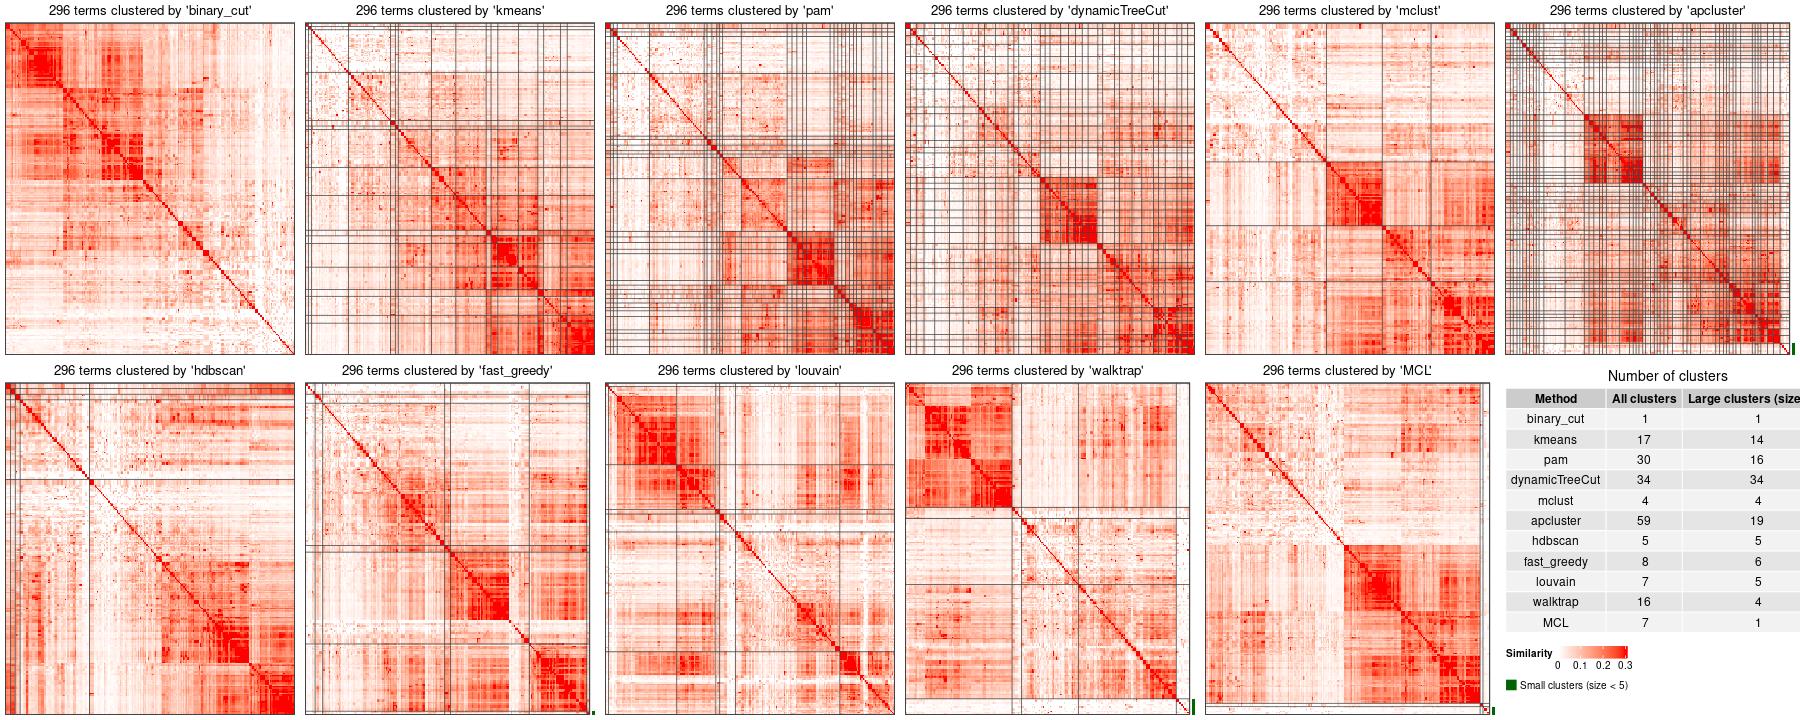 296 terms clustered by 'binary_cut'
296 terms clustered by 'kmeans'
296 terms clustered by 'pam'
296 terms clustered by 'dynamicTreeCut'
296 terms clustered by 'mclust'
296 terms clustered by 'apcluster'
296 terms clustered by 'hdbscan'
296 terms clustered by 'fast_greedy'
296 terms clustered by 'louvain'
296 terms clustered by 'walktrap'
296 terms clustered by 'MCL'
Number of clusters
Method All clusters Large clusters (size
binary_cut 1 1
kmeans 17 14
pam 30 16
dynamicTreeCut 34 34
mclust 4 4
apcluster 59 19
hdbscan 5 5
fast_greedy 8 6
louvain 7 5
walktrap 16 4
MCL 7 1
Similarity
0 0.1 0.2 0.3
Small clusters (size < 5)